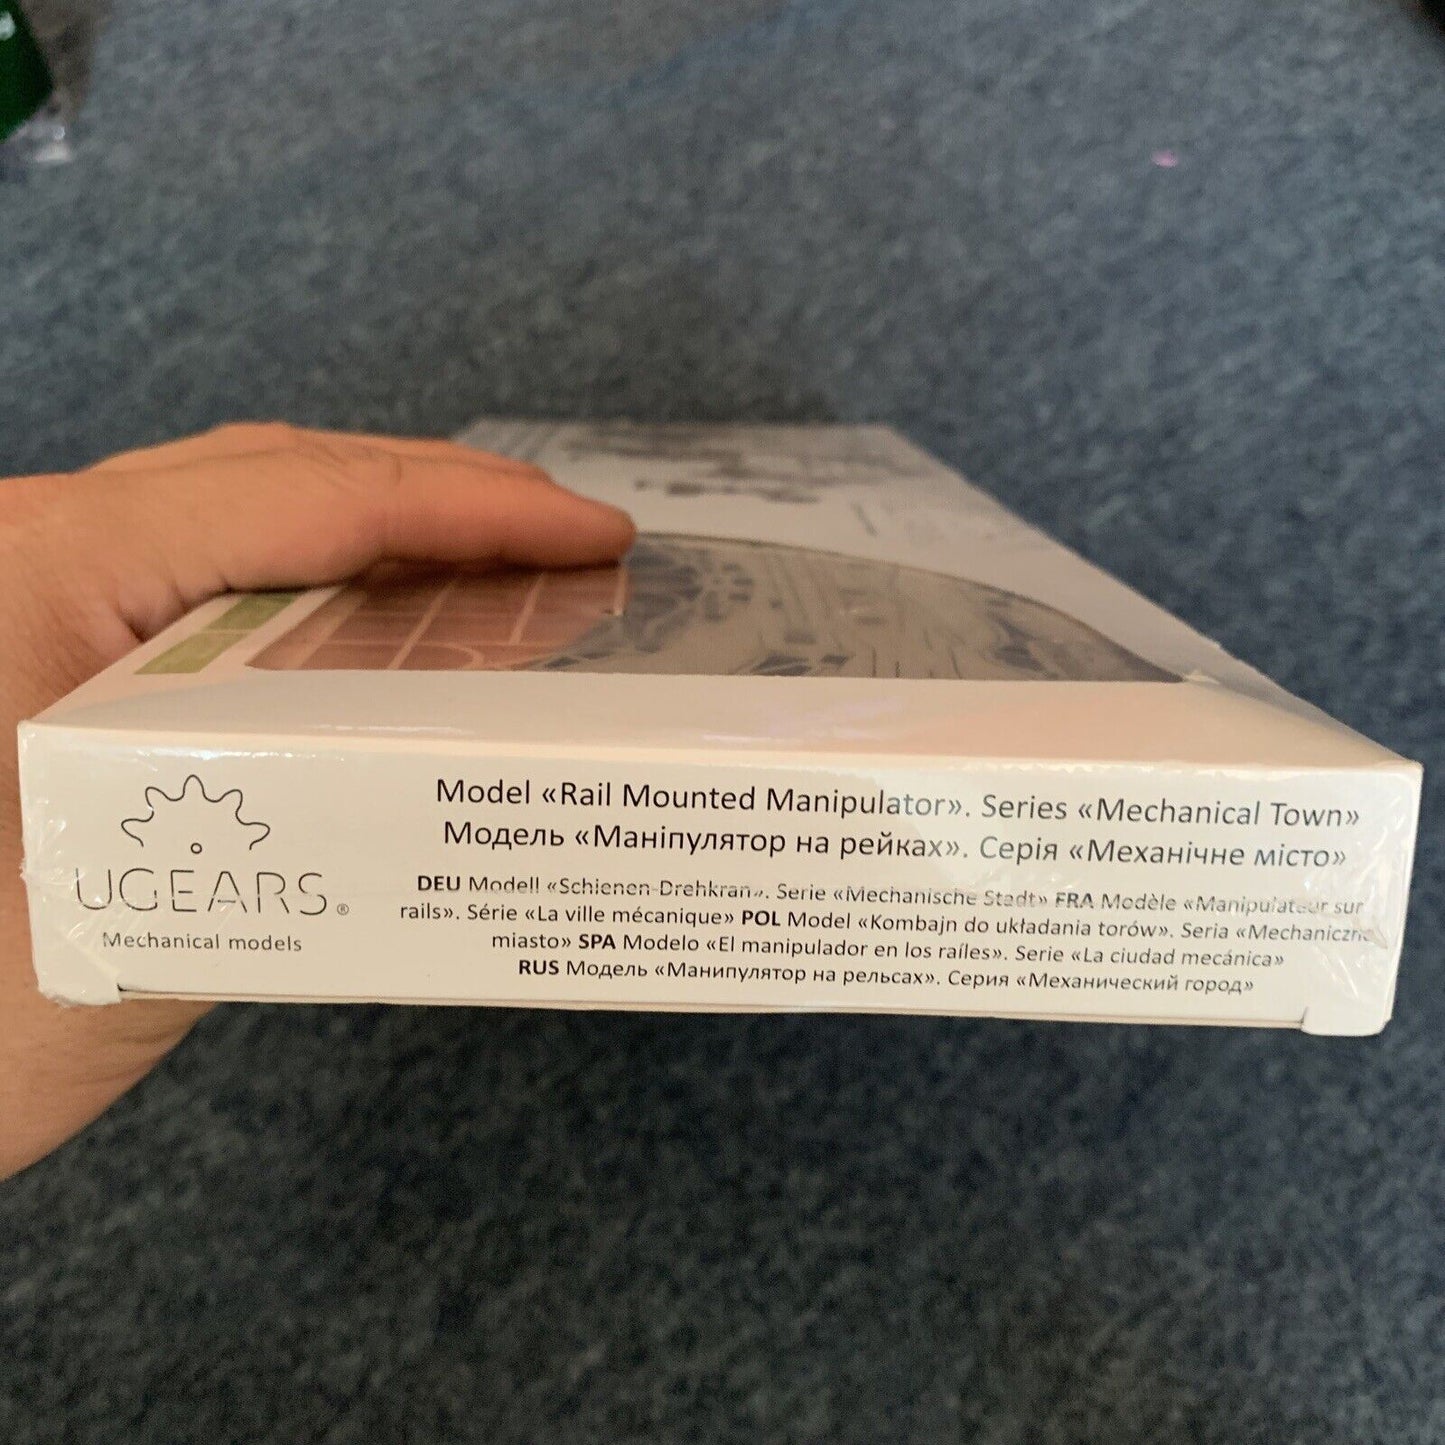 UGEARS®
Mechanical models
Model «Rail Mounted Manipulator». Series «Mechanical Town»
Модель «Маніпулятор на рейках». Серія «Механічне місто»
DEU Modell «Schienen-Drehkran». Serie «Mechanische Stadt» FRA Modèle «Manipulateur sur
rails». Série «La ville mécanique» POL Model «Kombajn do układania torów». Seria «Mechaniczne
miasto» SPA Modelo «El manipulador en los raíles». Serie «La ciudad mecánica»
RUS Модель «Манипулятор на рельсах». Серия «Механический город»